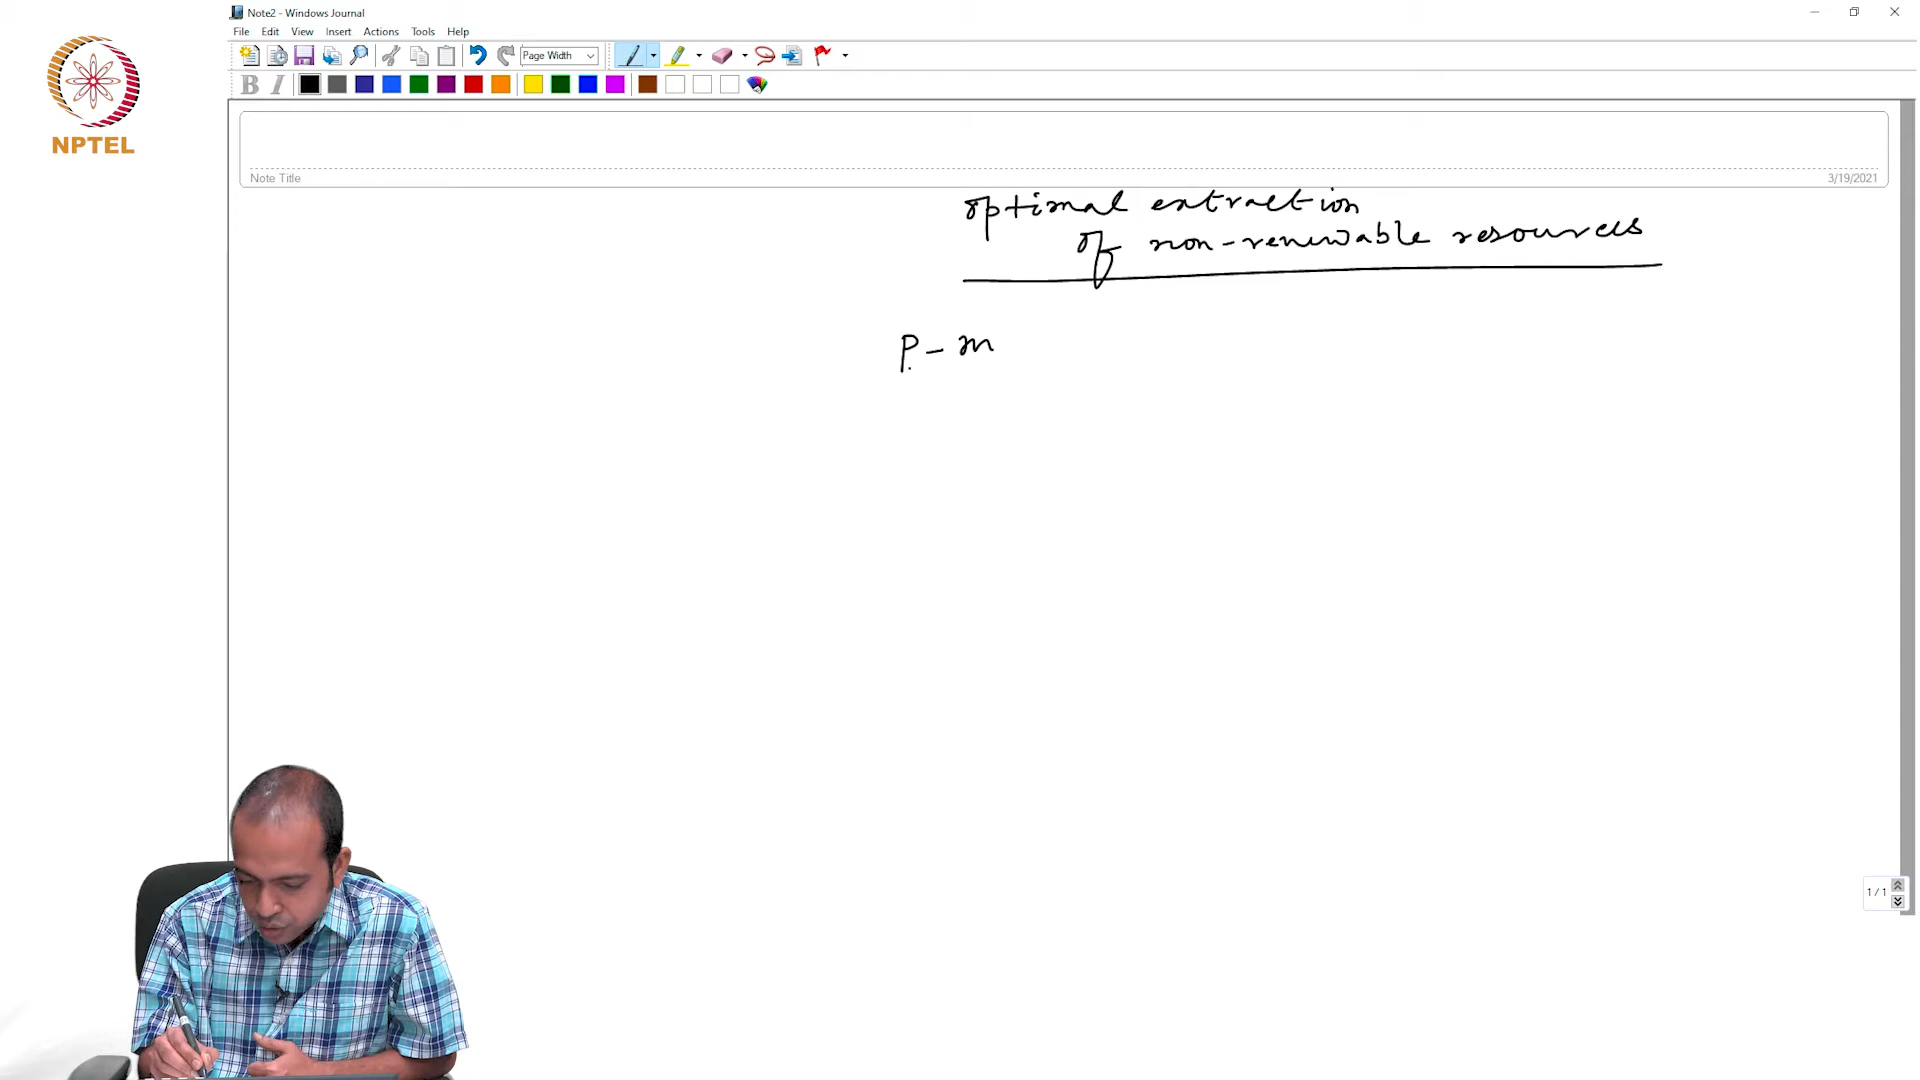 Note2 - Windows Journal
File Edit View Insert Actions Tools Help
Page Width
B I
NPTEL
Note Title
3/19/2021
optimal extraction
of non-renewable resources
P - m
1 / 1